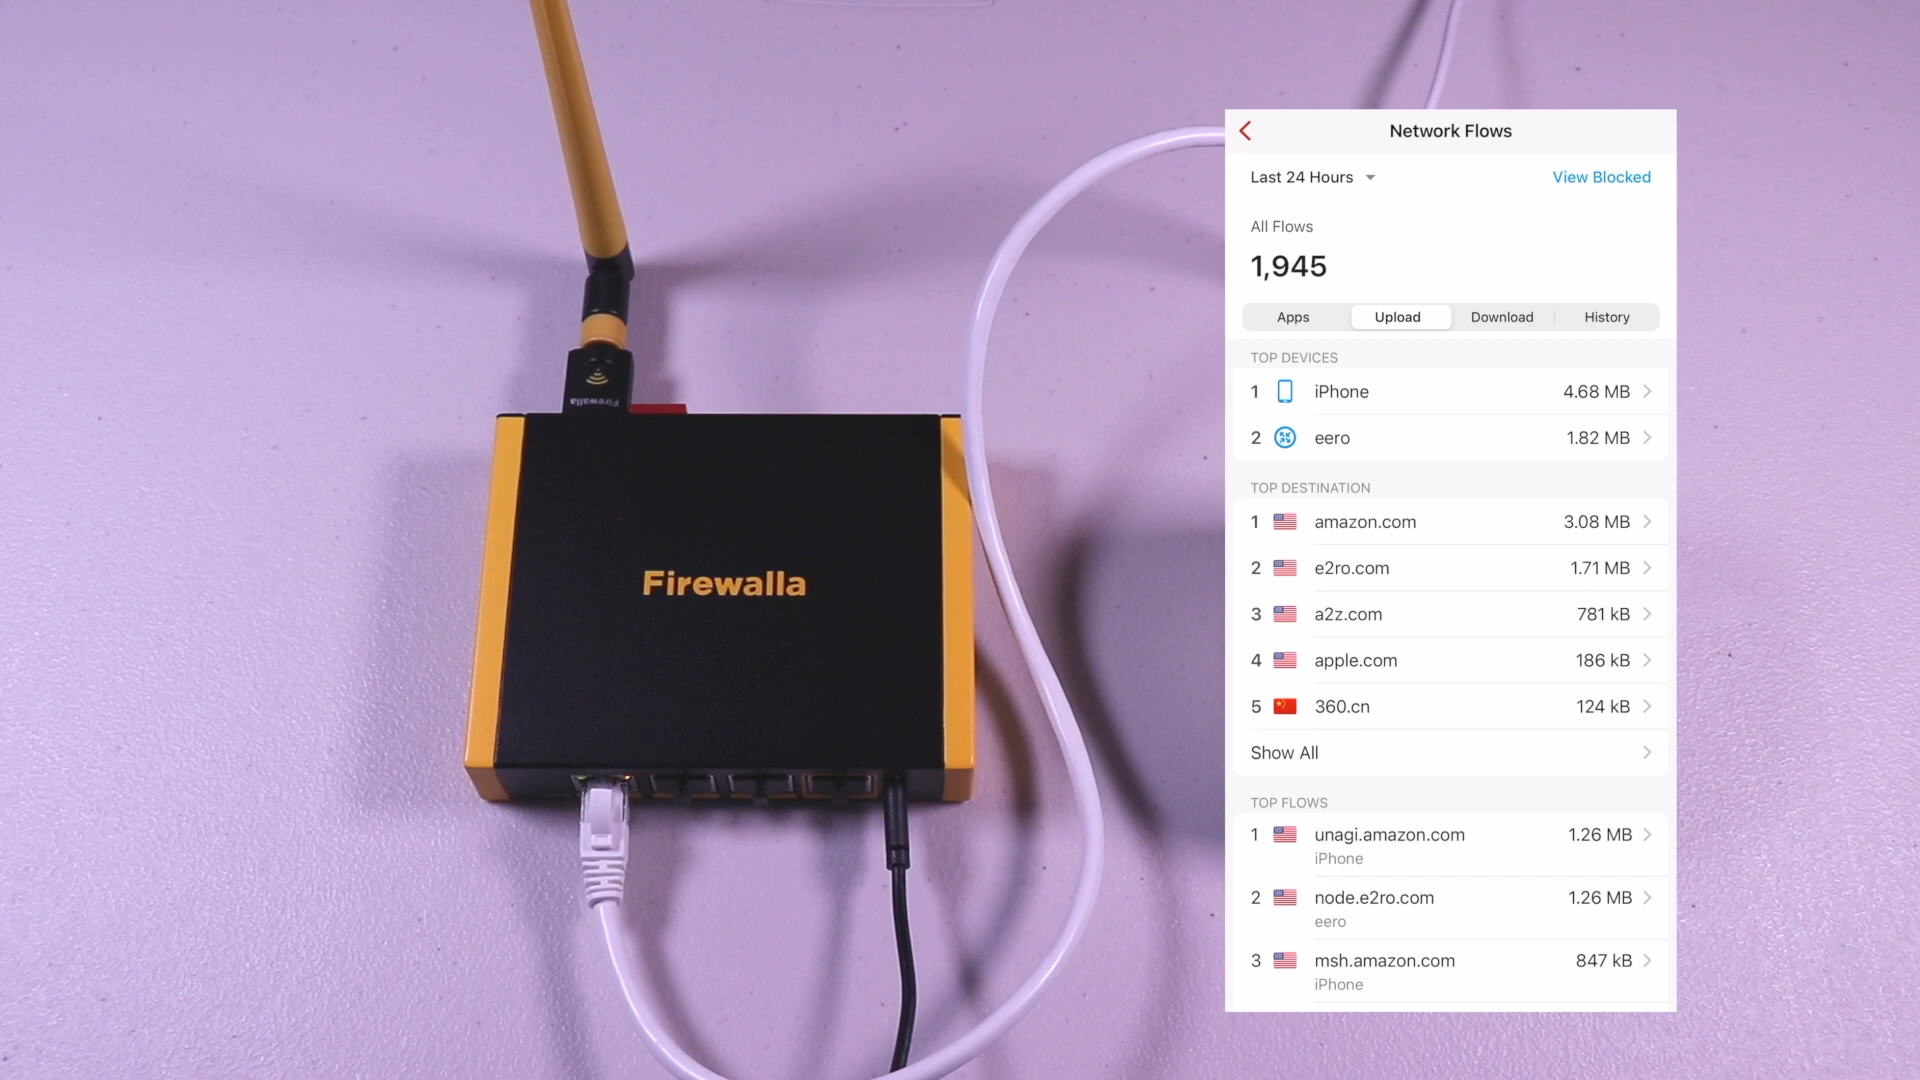 Firewalla
Firewalla
Network Flows
Last 24 Hours
View Blocked
All Flows
1,945
Apps
Upload
Download
History
TOP DEVICES
1 iPhone 4.68 MB
2 eero 1.82 MB
TOP DESTINATION
1 amazon.com 3.08 MB
2 e2ro.com 1.71 MB
3 a2z.com 781 kB
4 apple.com 186 kB
5 360.cn 124 kB
Show All
TOP FLOWS
1 unagi.amazon.com 1.26 MB
iPhone
2 node.e2ro.com 1.26 MB
eero
3 msh.amazon.com 847 kB
iPhone